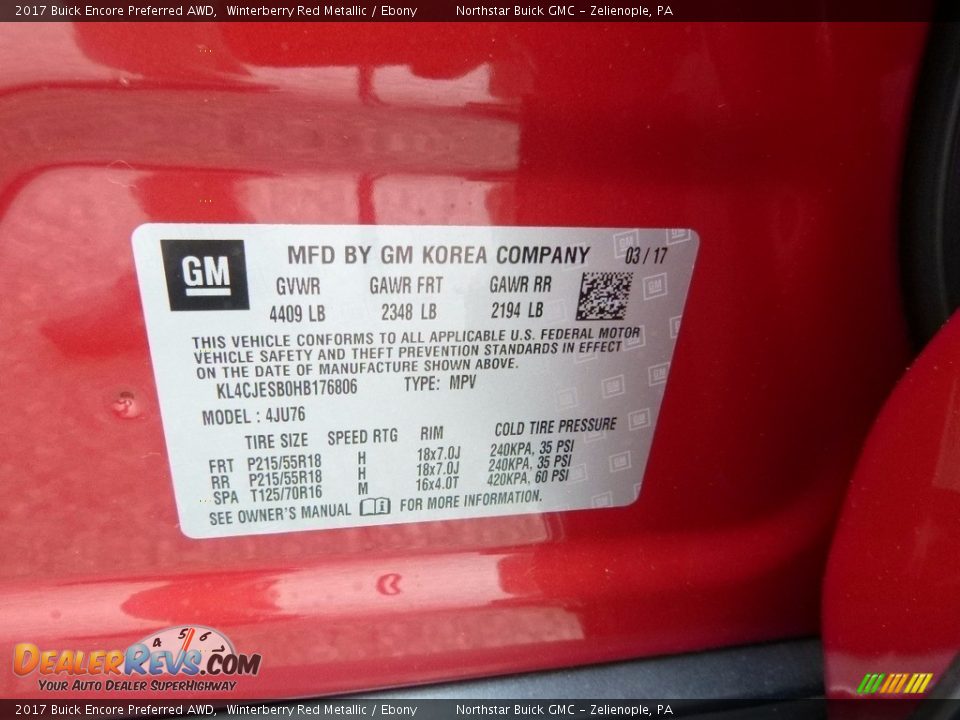 2017 Buick Encore Preferred AWD, Winterberry Red Metallic / Ebony Northstar Buick GMC - Zelienople, PA
GM
MFD BY GM KOREA COMPANY 03/17
GVWR GAWR FRT GAWR RR
4409 LB 2348 LB 2194 LB
THIS VEHICLE CONFORMS TO ALL APPLICABLE U.S. FEDERAL MOTOR
VEHICLE SAFETY AND THEFT PREVENTION STANDARDS IN EFFECT
ON THE DATE OF MANUFACTURE SHOWN ABOVE.
KL4CJESB0HB176806 TYPE: MPV
MODEL : 4JU76
TIRE SIZE SPEED RTG RIM COLD TIRE PRESSURE
FRT P215/55R18 H 18x7.0J 240KPA, 35 PSI
RR P215/55R18 H 18x7.0J 240KPA, 35 PSI
SPA T125/70R16 M 16x4.0T 420KPA, 60 PSI
SEE OWNER'S MANUAL FOR MORE INFORMATION.
4 5 6
DEALERREVS.COM
YOUR AUTO DEALER SUPERHIGHWAY
2017 Buick Encore Preferred AWD, Winterberry Red Metallic / Ebony Northstar Buick GMC - Zelienople, PA